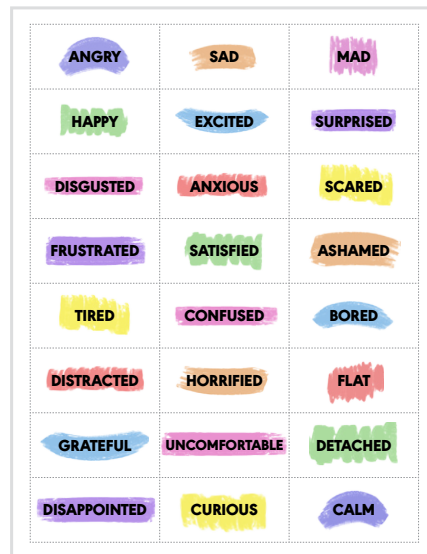 ANGRY SAD MAD
HAPPY EXCITED SURPRISED
DISGUSTED ANXIOUS SCARED
FRUSTRATED SATISFIED ASHAMED
TIRED CONFUSED BORED
DISTRACTED HORRIFIED FLAT
GRATEFUL UNCOMFORTABLE DETACHED
DISAPPOINTED CURIOUS CALM